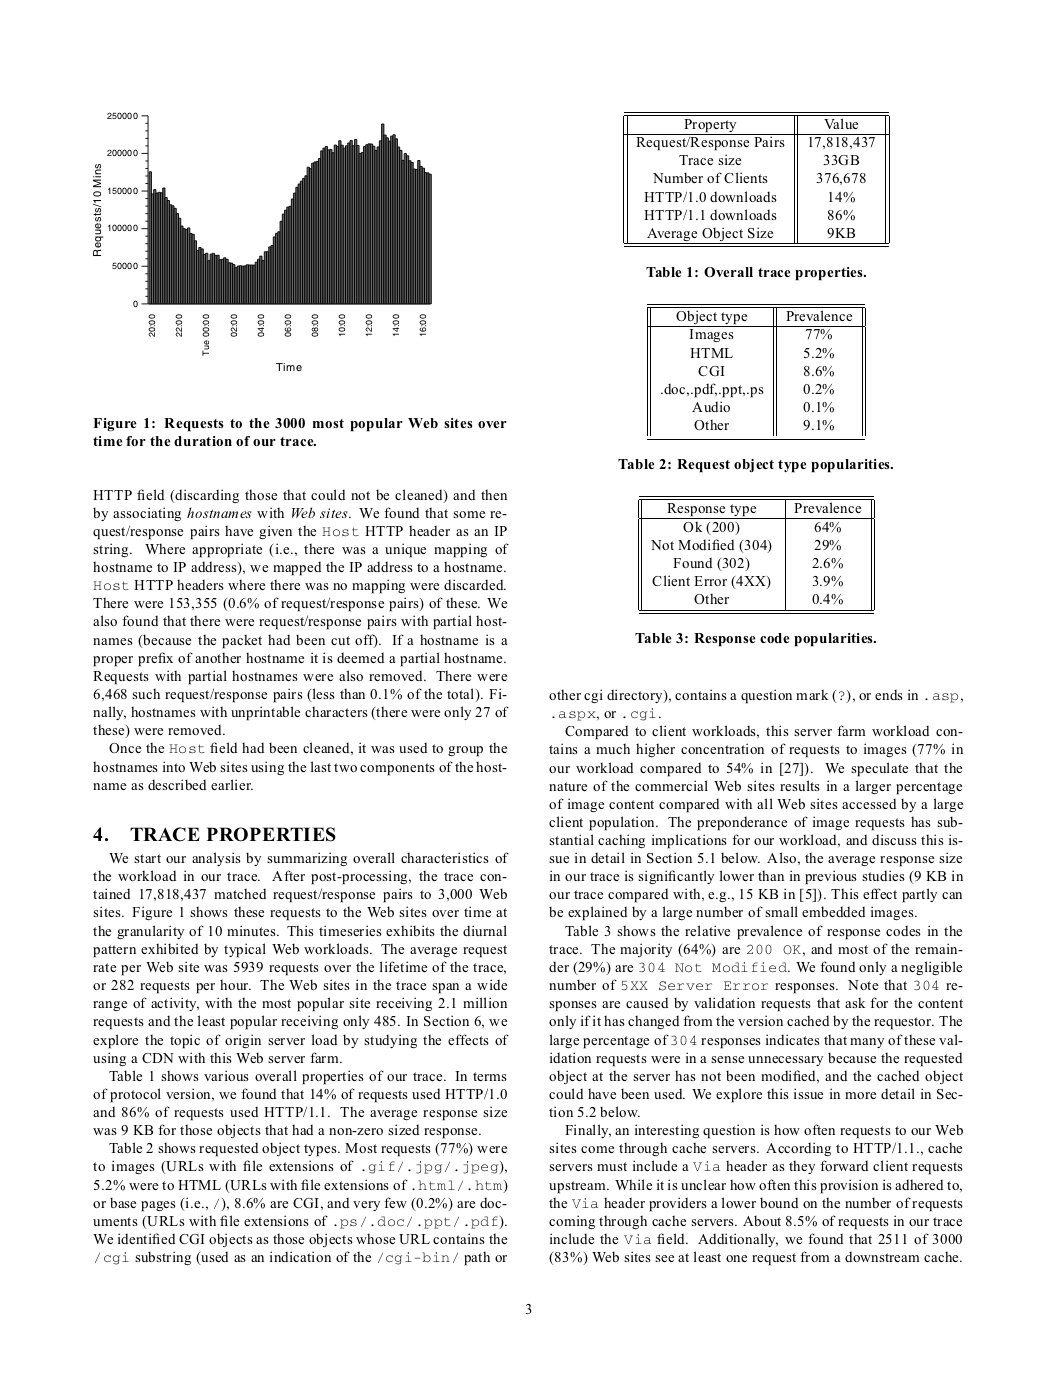 250000
200000
150000
100000
50000
0
Requests/10 Mins
20:00
22:00
Tue 00:00
02:00
04:00
06:00
08:00
10:00
12:00
14:00
16:00
Time
Figure 1: Requests to the 3000 most popular Web sites over
time for the duration of our trace.
HTTP field (discarding those that could not be cleaned) and then
by associating hostnames with Web sites. We found that some re-
quest/response pairs have given the Host HTTP header as an IP
string. Where appropriate (i.e., there was a unique mapping of
hostname to IP address), we mapped the IP address to a hostname.
Host HTTP headers where there was no mapping were discarded.
There were 153,355 (0.6% of request/response pairs) of these. We
also found that there were request/response pairs with partial host-
names (because the packet had been cut off). If a hostname is a
proper prefix of another hostname it is deemed a partial hostname.
Requests with partial hostnames were also removed. There were
6,468 such request/response pairs (less than 0.1% of the total). Fi-
nally, hostnames with unprintable characters (there were only 27 of
these) were removed.
Once the Host field had been cleaned, it was used to group the
hostnames into Web sites using the last two components of the host-
name as described earlier.
4. TRACE PROPERTIES
We start our analysis by summarizing overall characteristics of
the workload in our trace. After post-processing, the trace con-
tained 17,818,437 matched request/response pairs to 3,000 Web
sites. Figure 1 shows these requests to the Web sites over time at
the granularity of 10 minutes. This timeseries exhibits the diurnal
pattern exhibited by typical Web workloads. The average request
rate per Web site was 5939 requests over the lifetime of the trace,
or 282 requests per hour. The Web sites in the trace span a wide
range of activity, with the most popular site receiving 2.1 million
requests and the least popular receiving only 485. In Section 6, we
explore the topic of origin server load by studying the effects of
using a CDN with this Web server farm.
Table 1 shows various overall properties of our trace. In terms
of protocol version, we found that 14% of requests used HTTP/1.0
and 86% of requests used HTTP/1.1. The average response size
was 9 KB for those objects that had a non-zero sized response.
Table 2 shows requested object types. Most requests (77%) were
to images (URLs with file extensions of .gif/.jpg/.jpeg),
5.2% were to HTML (URLs with file extensions of .html/.htm)
or base pages (i.e., /), 8.6% are CGI, and very few (0.2%) are doc-
uments (URLs with file extensions of .ps/.doc/.ppt/.pdf).
We identified CGI objects as those objects whose URL contains the
/cgi substring (used as an indication of the /cgi-bin/ path or
Property Value
Request/Response Pairs 17,818,437
Trace size 33GB
Number of Clients 376,678
HTTP/1.0 downloads 14%
HTTP/1.1 downloads 86%
Average Object Size 9KB
Table 1: Overall trace properties.
Object type Prevalence
Images 77%
HTML 5.2%
CGI 8.6%
.doc,.pdf,.ppt,.ps 0.2%
Audio 0.1%
Other 9.1%
Table 2: Request object type popularities.
Response type Prevalence
Ok (200) 64%
Not Modified (304) 29%
Found (302) 2.6%
Client Error (4XX) 3.9%
Other 0.4%
Table 3: Response code popularities.
other cgi directory), contains a question mark (?), or ends in .asp,
.aspx, or .cgi.
Compared to client workloads, this server farm workload con-
tains a much higher concentration of requests to images (77% in
our workload compared to 54% in [27]). We speculate that the
nature of the commercial Web sites results in a larger percentage
of image content compared with all Web sites accessed by a large
client population. The preponderance of image requests has sub-
stantial caching implications for our workload, and discuss this is-
sue in detail in Section 5.1 below. Also, the average response size
in our trace is significantly lower than in previous studies (9 KB in
our trace compared with, e.g., 15 KB in [5]). This effect partly can
be explained by a large number of small embedded images.
Table 3 shows the relative prevalence of response codes in the
trace. The majority (64%) are 200 OK, and most of the remain-
der (29%) are 304 Not Modified. We found only a negligible
number of 5XX Server Error responses. Note that 304 re-
sponses are caused by validation requests that ask for the content
only if it has changed from the version cached by the requestor. The
large percentage of 304 responses indicates that many of these val-
idation requests were in a sense unnecessary because the requested
object at the server has not been modified, and the cached object
could have been used. We explore this issue in more detail in Sec-
tion 5.2 below.
Finally, an interesting question is how often requests to our Web
sites come through cache servers. According to HTTP/1.1., cache
servers must include a Via header as they forward client requests
upstream. While it is unclear how often this provision is adhered to,
the Via header providers a lower bound on the number of requests
coming through cache servers. About 8.5% of requests in our trace
include the Via field. Additionally, we found that 2511 of 3000
(83%) Web sites see at least one request from a downstream cache.
3